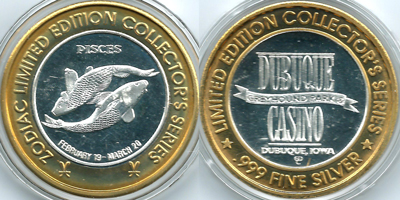 ZODIAC LIMITED EDITION COLLECTOR'S SERIES
PISCES
FEBRUARY 19 - MARCH 20
LIMITED EDITION COLLECTOR'S SERIES
DUBUQUE
GREYHOUND PARK &
CASINO
DUBUQUE, IOWA
.999 FINE SILVER